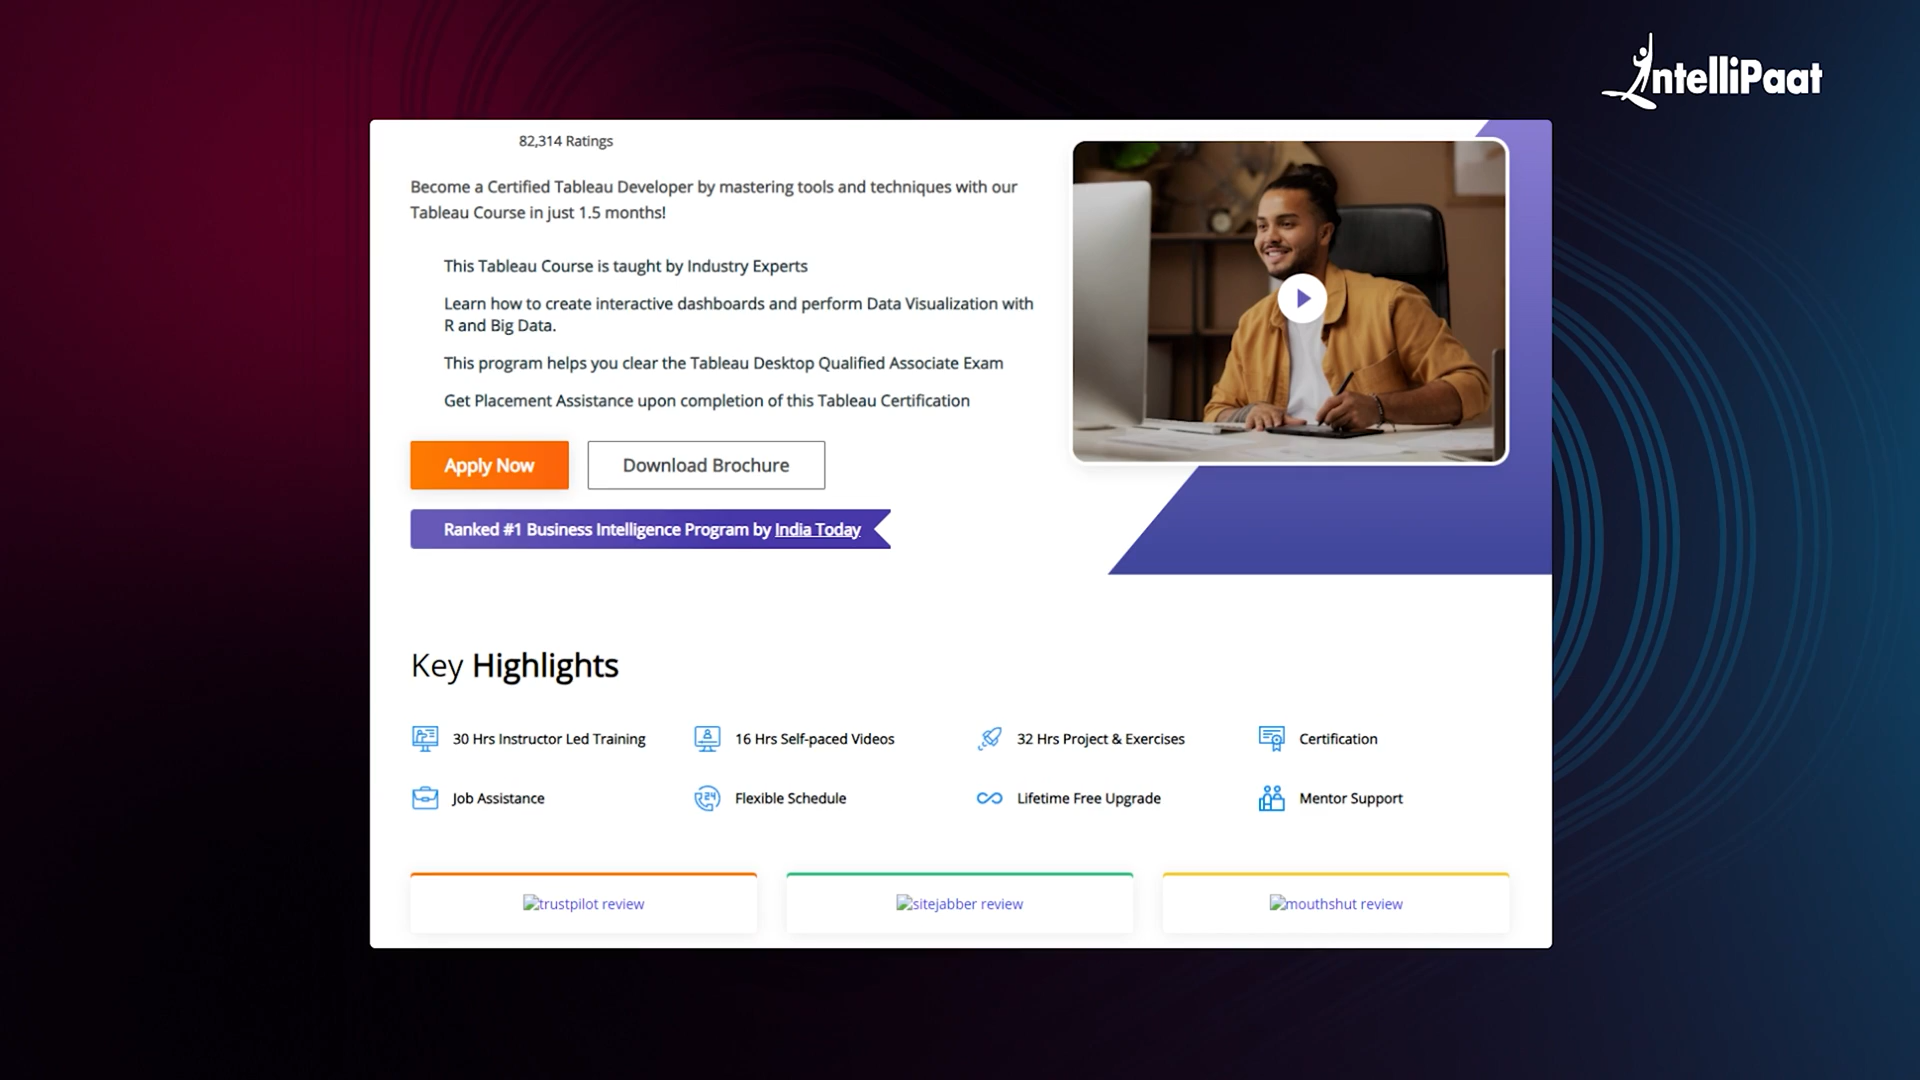 IntelliPaat
82,314 Ratings
Become a Certified Tableau Developer by mastering tools and techniques with our
Tableau Course in just 1.5 months!
This Tableau Course is taught by Industry Experts
Learn how to create interactive dashboards and perform Data Visualization with
R and Big Data.
This program helps you clear the Tableau Desktop Qualified Associate Exam
Get Placement Assistance upon completion of this Tableau Certification
Apply Now
Download Brochure
Ranked #1 Business Intelligence Program by India Today
Key Highlights
30 Hrs Instructor Led Training
16 Hrs Self-paced Videos
32 Hrs Project & Exercises
Certification
Job Assistance
Flexible Schedule
Lifetime Free Upgrade
Mentor Support
trustpilot review
sitejabber review
mouthshut review